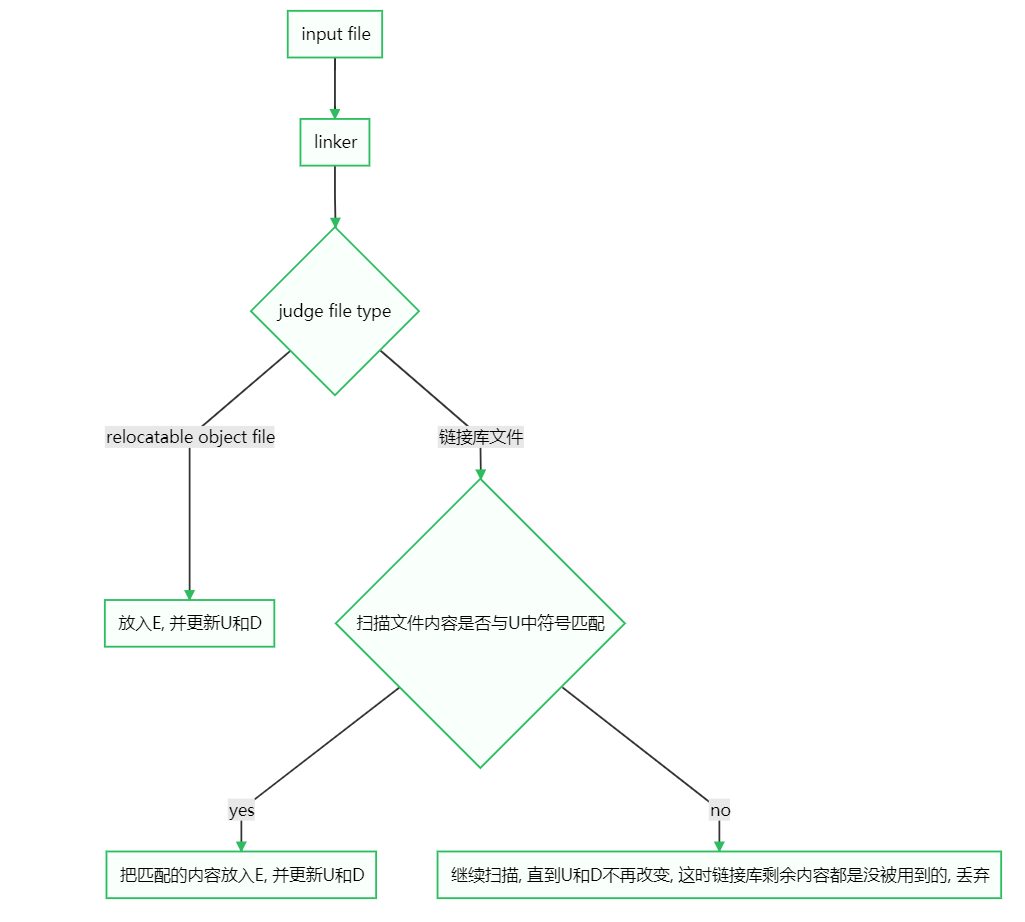 input file
linker
judge file type
relocatable object file
链接库文件
放入E, 并更新U和D
扫描文件内容是否与U中符号匹配
yes
no
把匹配的内容放入E, 并更新U和D
继续扫描, 直到U和D不再改变, 这时链接库剩余内容都是没被用到的, 丢弃